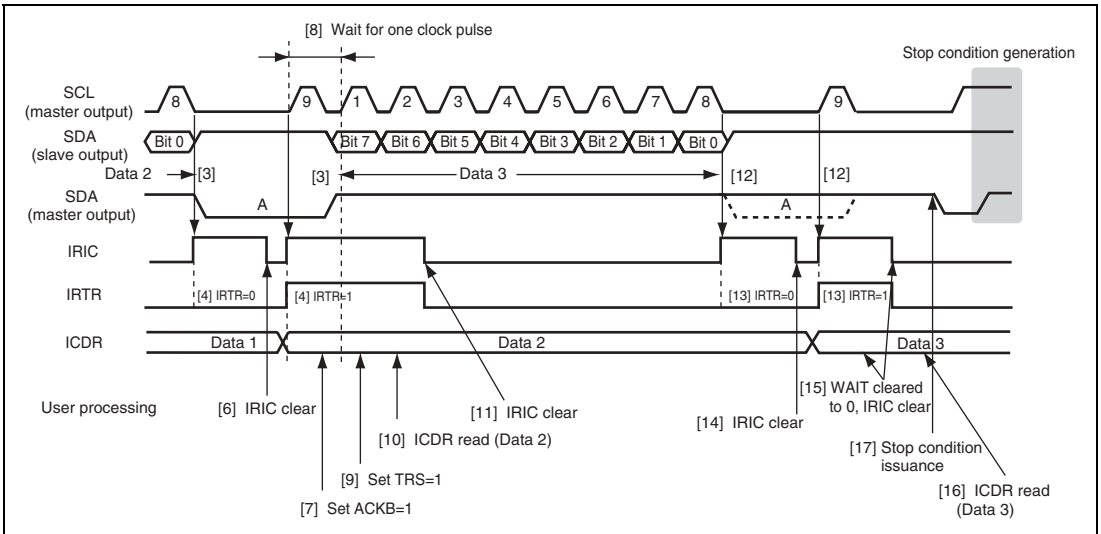 [8] Wait for one clock pulse
Stop condition generation
SCL
(master output)
8 9 1 2 3 4 5 6 7 8 9
SDA
(slave output)
Bit 0 Bit 7 Bit 6 Bit 5 Bit 4 Bit 3 Bit 2 Bit 1 Bit 0
Data 2 [3] [3] Data 3 [12] [12]
SDA
(master output)
A A
IRIC
IRTR
[4] IRTR=0 [4] IRTR=1 [13] IRTR=0 [13] IRTR=1
ICDR
Data 1 Data 2 Data 3
User processing
[6] IRIC clear
[11] IRIC clear
[14] IRIC clear
[15] WAIT cleared
to 0, IRIC clear
[10] ICDR read (Data 2)
[17] Stop condition
issuance
[9] Set TRS=1
[16] ICDR read
(Data 3)
[7] Set ACKB=1